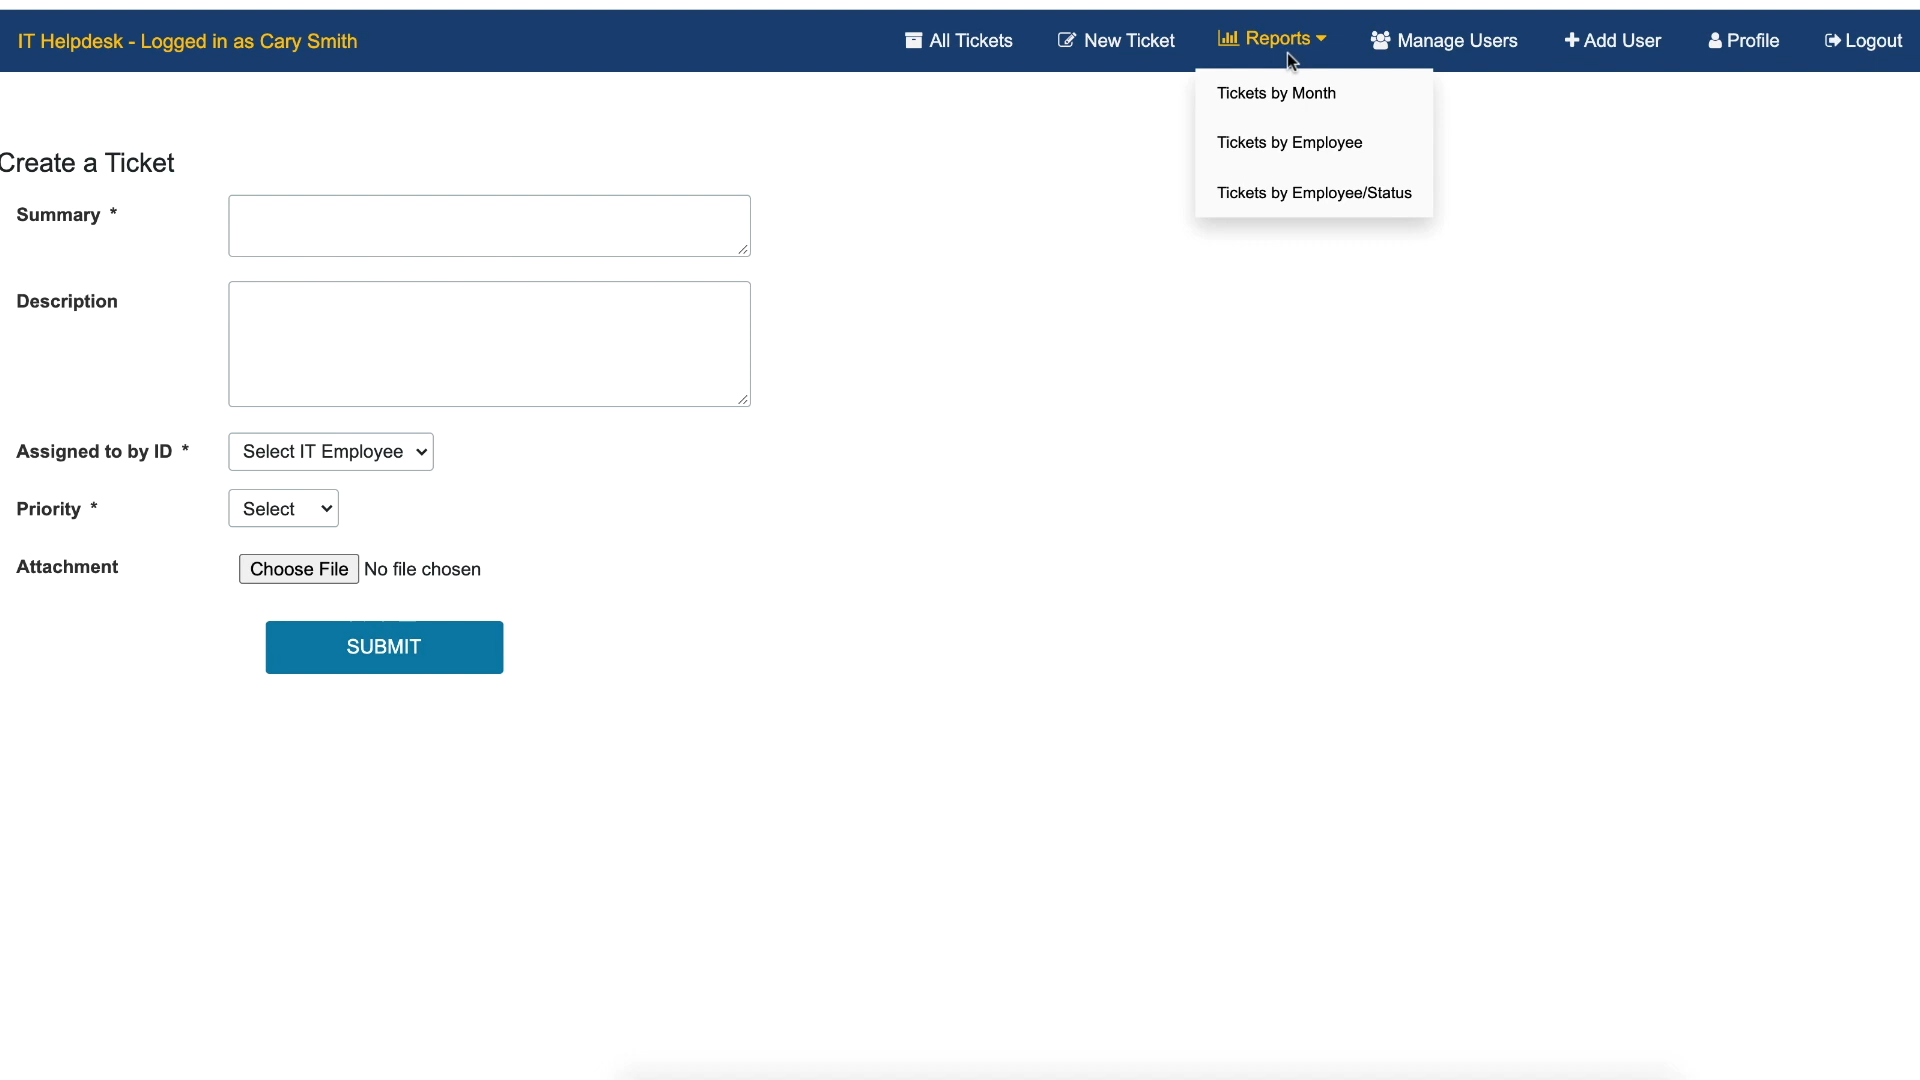 IT Helpdesk - Logged in as Cary Smith
All Tickets
New Ticket
Reports
Manage Users
Add User
Profile
Logout
Tickets by Month
Tickets by Employee
Tickets by Employee/Status
Create a Ticket
Summary *
Description
Assigned to by ID *
Select IT Employee
Priority *
Select
Attachment
Choose File No file chosen
SUBMIT